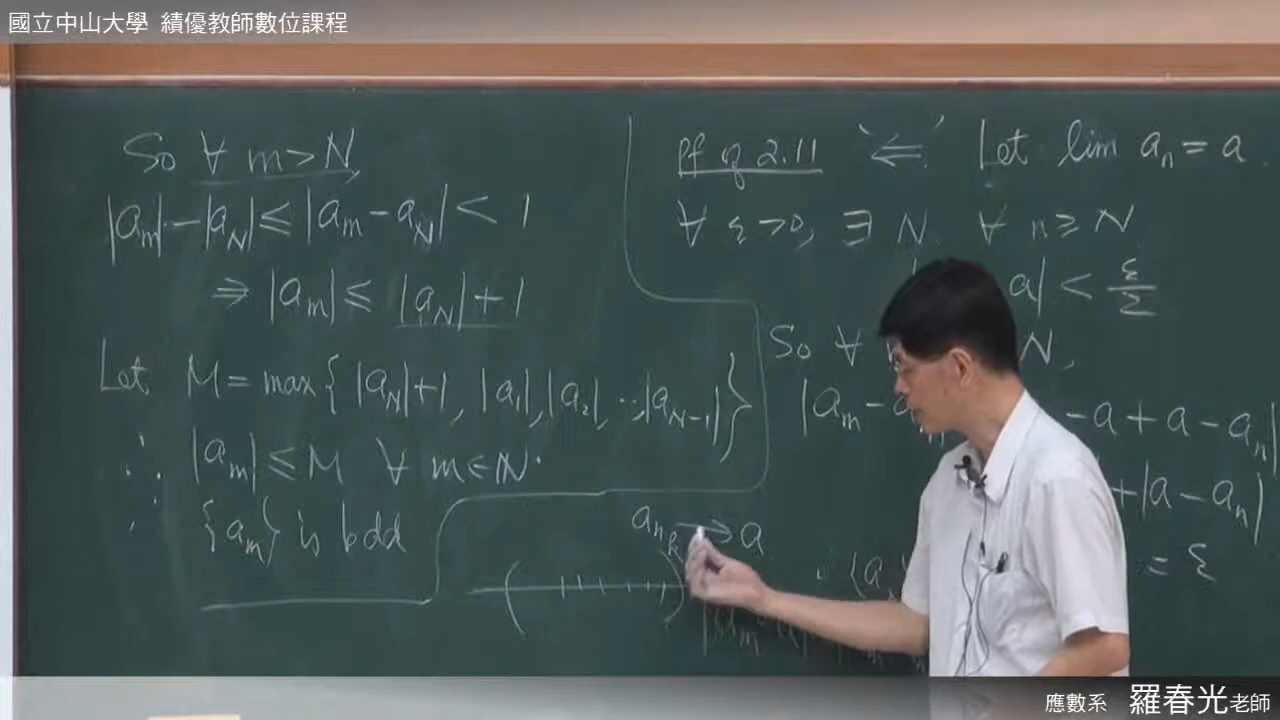 國立中山大學 績優教師數位課程
So ∀ m>N,
|a_m|-|a_N| ≤ |a_m - a_N| < 1
⇒ |a_m| ≤ |a_N|+1
Let M = max{ |a_N|+1, |a_1|, |a_2|, ..., |a_{N-1}| }
∴ |a_m| ≤ M ∀ m∈ℕ.
∴ {a_m} is bdd
pf of 2.11 "⇐" Let lim a_n = a
∀ ε>0, ∃ N ∀ n≥N
a| < ε/2
So ∀ N,
|a_m - a - a + a - a_n|
+|a - a_n|
= ε
a_{n_k} → a
應數系 羅春光老師